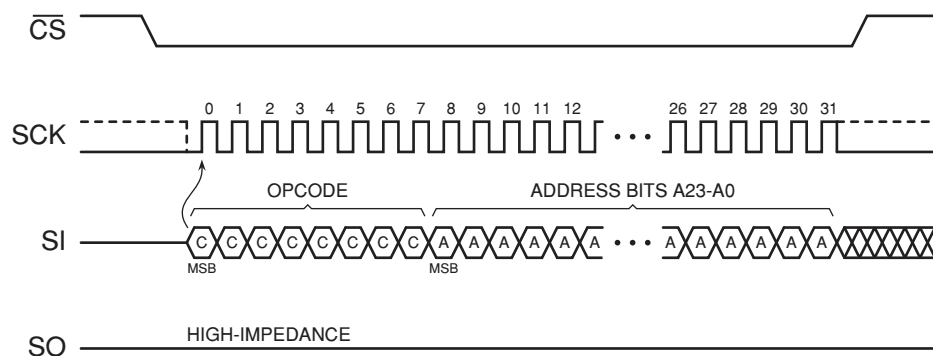 CS
0 1 2 3 4 5 6 7 8 9 10 11 12 26 27 28 29 30 31
SCK
OPCODE ADDRESS BITS A23-A0
SI C C C C C C C C A A A A A A A A A A A A
MSB MSB
HIGH-IMPEDANCE
SO